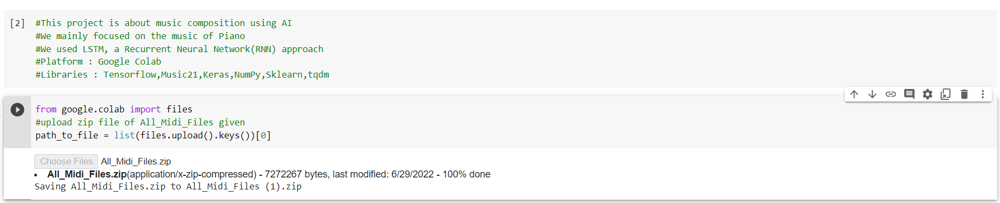 [2] #This project is about music composition using AI
#We mainly focused on the music of Piano
#We used LSTM, a Recurrent Neural Network(RNN) approach
#Platform : Google Colab
#Libraries : Tensorflow,Music21,Keras,NumPy,Sklearn,tqdm
from google.colab import files
#upload zip file of All_Midi_Files given
path_to_file = list(files.upload().keys())[0]
Choose Files All_Midi_Files.zip
• All_Midi_Files.zip(application/x-zip-compressed) - 7272267 bytes, last modified: 6/29/2022 - 100% done
Saving All_Midi_Files.zip to All_Midi_Files (1).zip